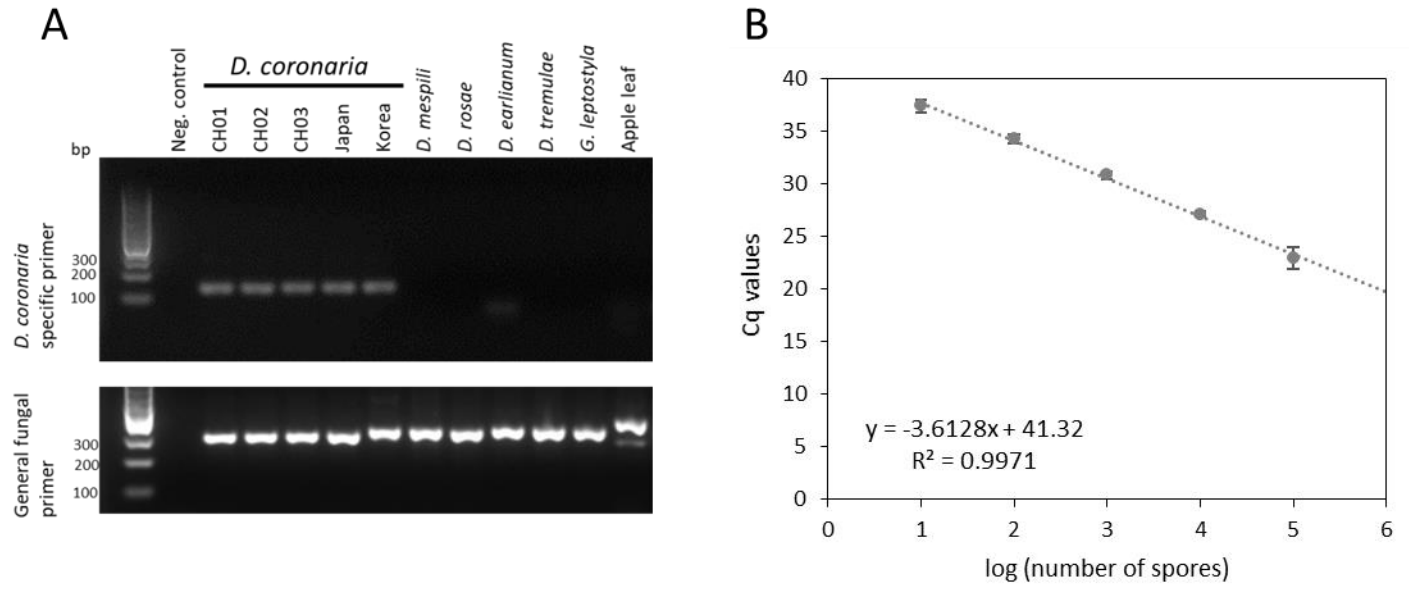 A
D. coronaria
Neg. control
CH01
CH02
CH03
Japan
Korea
D. mespili
D. rosae
D. earlianum
D. tremulae
G. leptostyla
Apple leaf
bp
D. coronaria
specific primer
300
200
100
General fungal
primer
300
200
100
B
Cq values
40
35
30
25
20
15
10
5
0
y = -3.6128x + 41.32
R² = 0.9971
0 1 2 3 4 5 6
log (number of spores)